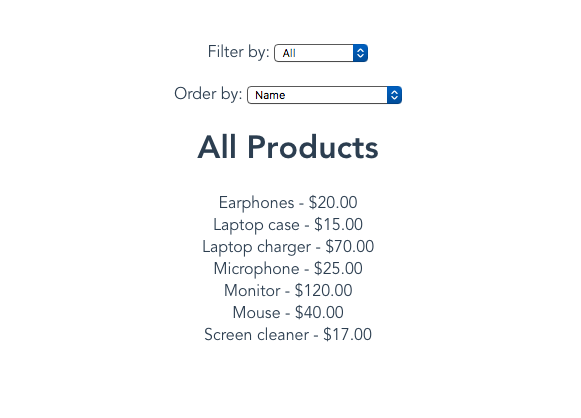 Filter by: All
Order by: Name
All Products
Earphones - $20.00
Laptop case - $15.00
Laptop charger - $70.00
Microphone - $25.00
Monitor - $120.00
Mouse - $40.00
Screen cleaner - $17.00